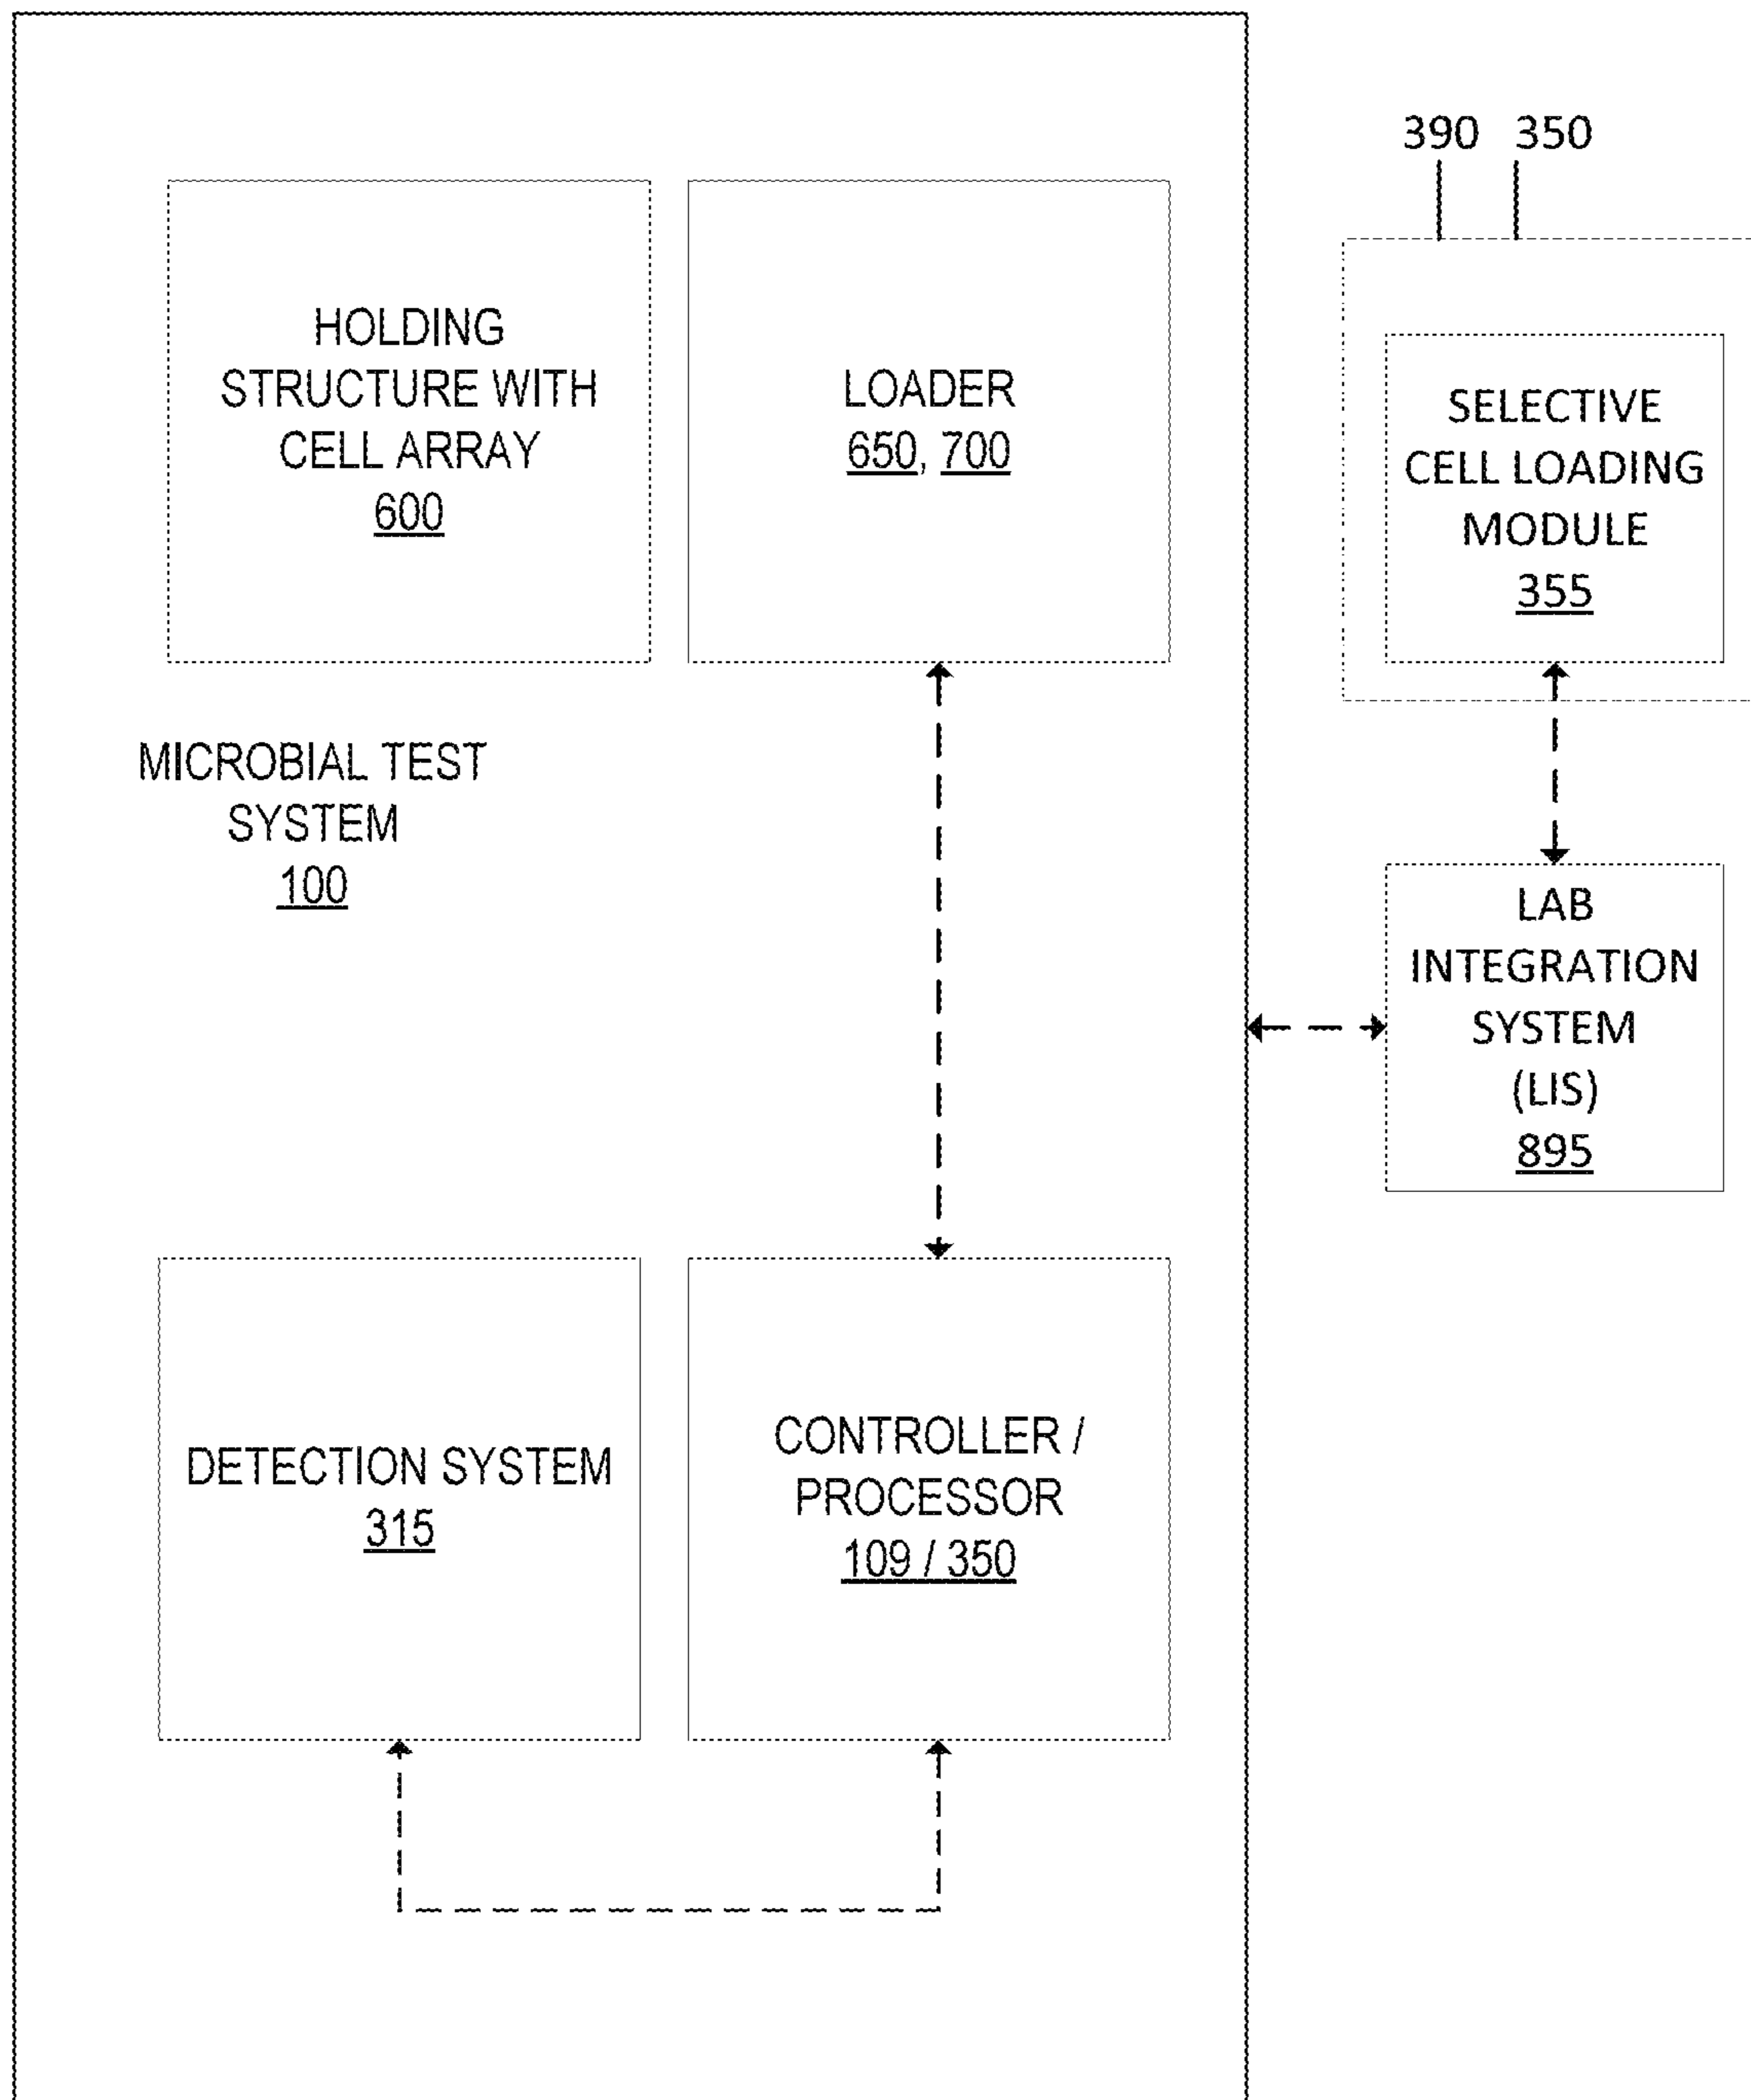 390 350
HOLDING
STRUCTURE WITH
CELL ARRAY
600
LOADER
650, 700
SELECTIVE
CELL LOADING
MODULE
355
MICROBIAL TEST
SYSTEM
100
LAB
INTEGRATION
SYSTEM
(LIS)
895
DETECTION SYSTEM
315
CONTROLLER /
PROCESSOR
109 / 350